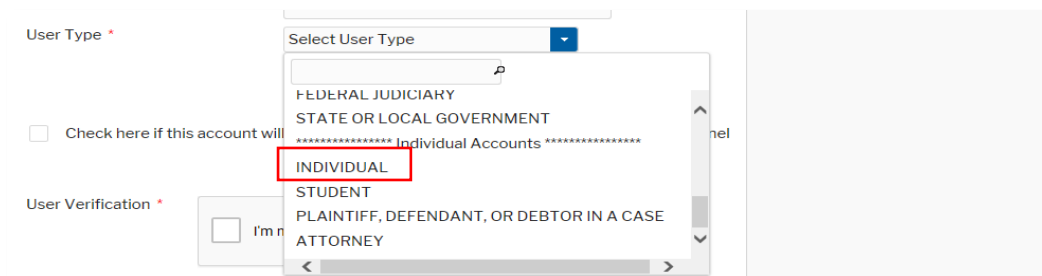 User Type *
Select User Type
FEDERAL JUDICIARY
STATE OR LOCAL GOVERNMENT
Check here if this account will
nel
**************** Individual Accounts ****************
INDIVIDUAL
STUDENT
User Verification *
PLAINTIFF, DEFENDANT, OR DEBTOR IN A CASE
I'm
ATTORNEY